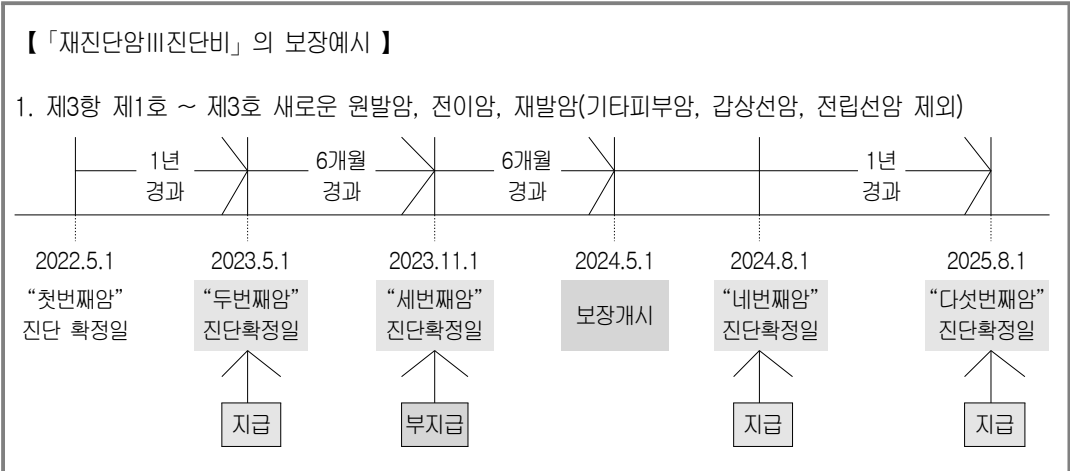 【「재진단암Ⅲ진단비」의 보장예시】
1. 제3항 제1호 ~ 제3호 새로운 원발암, 전이암, 재발암(기타피부암, 갑상선암, 전립선암 제외)
1년 6개월 6개월 1년
경과 경과 경과 경과
2022.5.1 2023.5.1 2023.11.1 2024.5.1 2024.8.1 2025.8.1
“첫번째암” “두번째암” “세번째암” 보장개시 “네번째암” “다섯번째암”
진단 확정일 진단확정일 진단확정일 진단확정일 진단확정일
지급 부지급 지급 지급